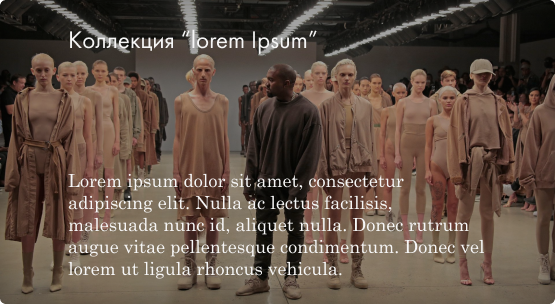 Коллекция “lorem Ipsum”
Lorem ipsum dolor sit amet, consectetur
adipiscing elit. Nulla ac lectus facilisis,
malesuada nunc id, aliquet nulla. Donec rutrum
augue vitae pellentesque condimentum. Donec vel
lorem ut ligula rhoncus vehicula.